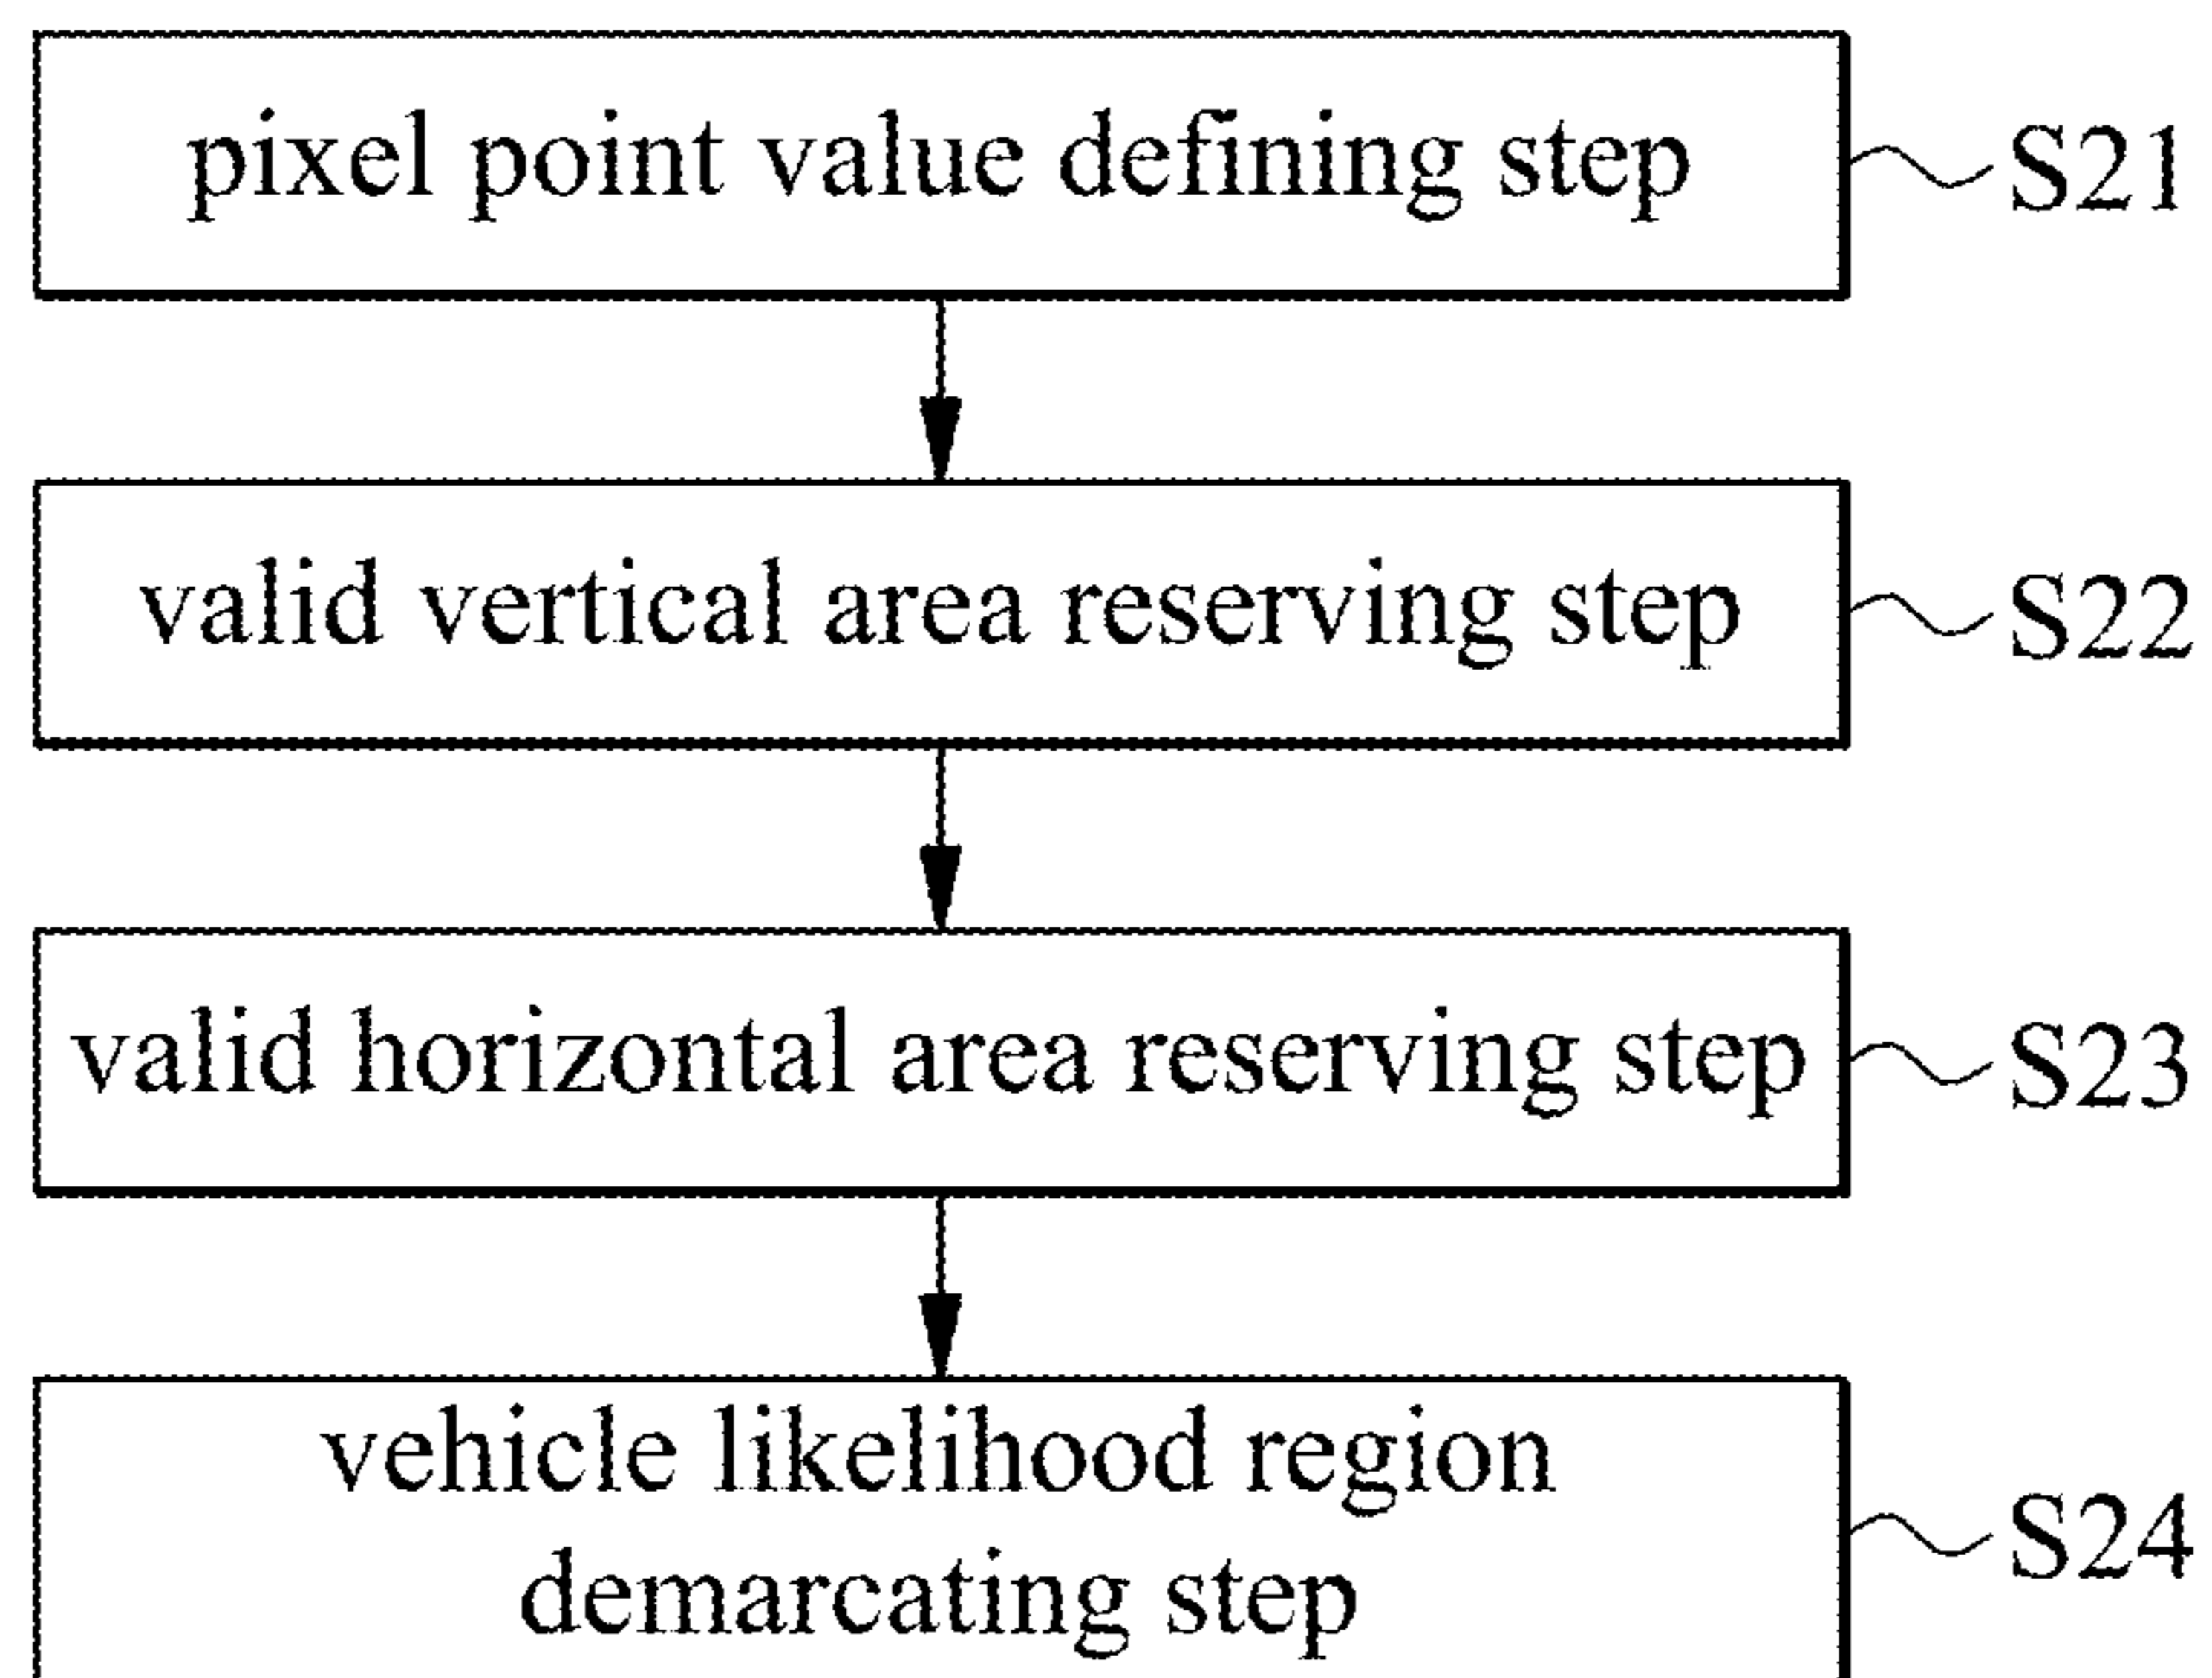 pixel point value defining step S21
valid vertical area reserving step S22
valid horizontal area reserving step S23
vehicle likelihood region
demarcating step S24